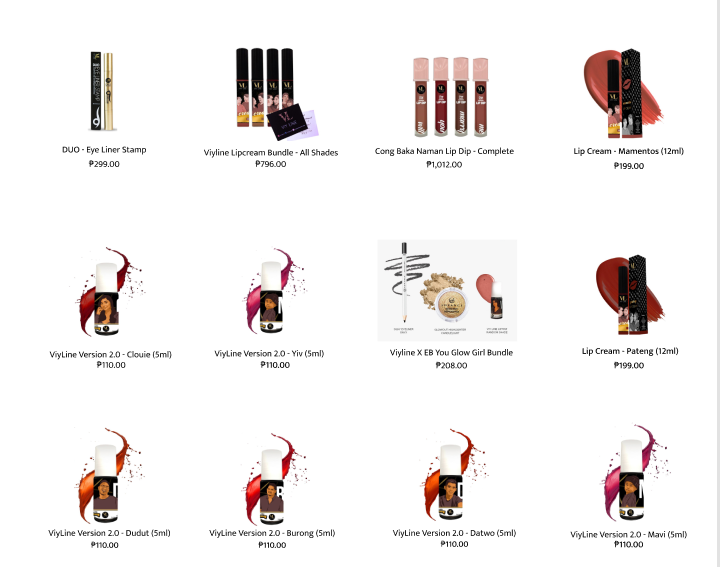 DUO - Eye Liner Stamp
₱299.00
Viyline Lipcream Bundle - All Shades
₱796.00
Cong Baka Naman Lip Dip - Complete
₱1,012.00
Lip Cream - Mamentos (12ml)
₱199.00
ViyLine Version 2.0 - Clouie (5ml)
₱110.00
ViyLine Version 2.0 - Yiv (5ml)
₱110.00
Viyline X EB You Glow Girl Bundle
₱208.00
Lip Cream - Pateng (12ml)
₱199.00
ViyLine Version 2.0 - Dudut (5ml)
₱110.00
ViyLine Version 2.0 - Burong (5ml)
₱110.00
ViyLine Version 2.0 - Datwo (5ml)
₱110.00
ViyLine Version 2.0 - Mavi (5ml)
₱110.00